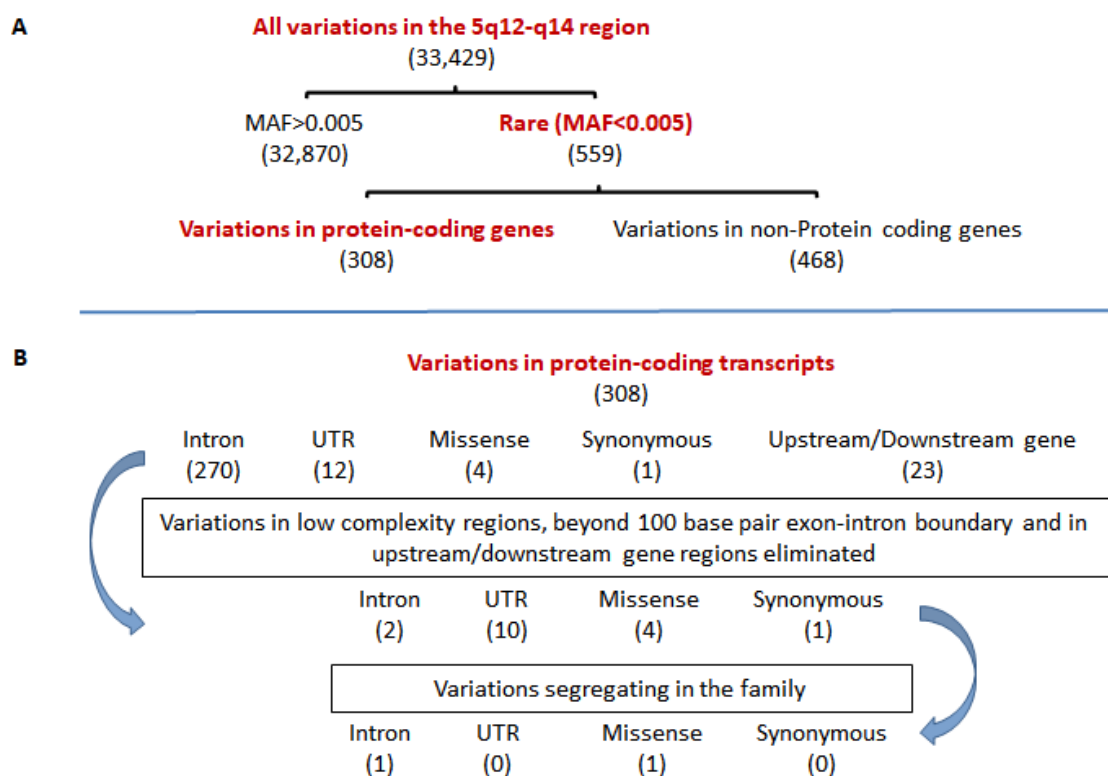 A
All variations in the 5q12-q14 region
(33,429)
MAF>0.005 Rare (MAF<0.005)
(32,870) (559)
Variations in protein-coding genes Variations in non-Protein coding genes
(308) (468)
B
Variations in protein-coding transcripts
(308)
Intron UTR Missense Synonymous Upstream/Downstream gene
(270) (12) (4) (1) (23)
Variations in low complexity regions, beyond 100 base pair exon-intron boundary and in
upstream/downstream gene regions eliminated
Intron UTR Missense Synonymous
(2) (10) (4) (1)
Variations segregating in the family
Intron UTR Missense Synonymous
(1) (0) (1) (0)